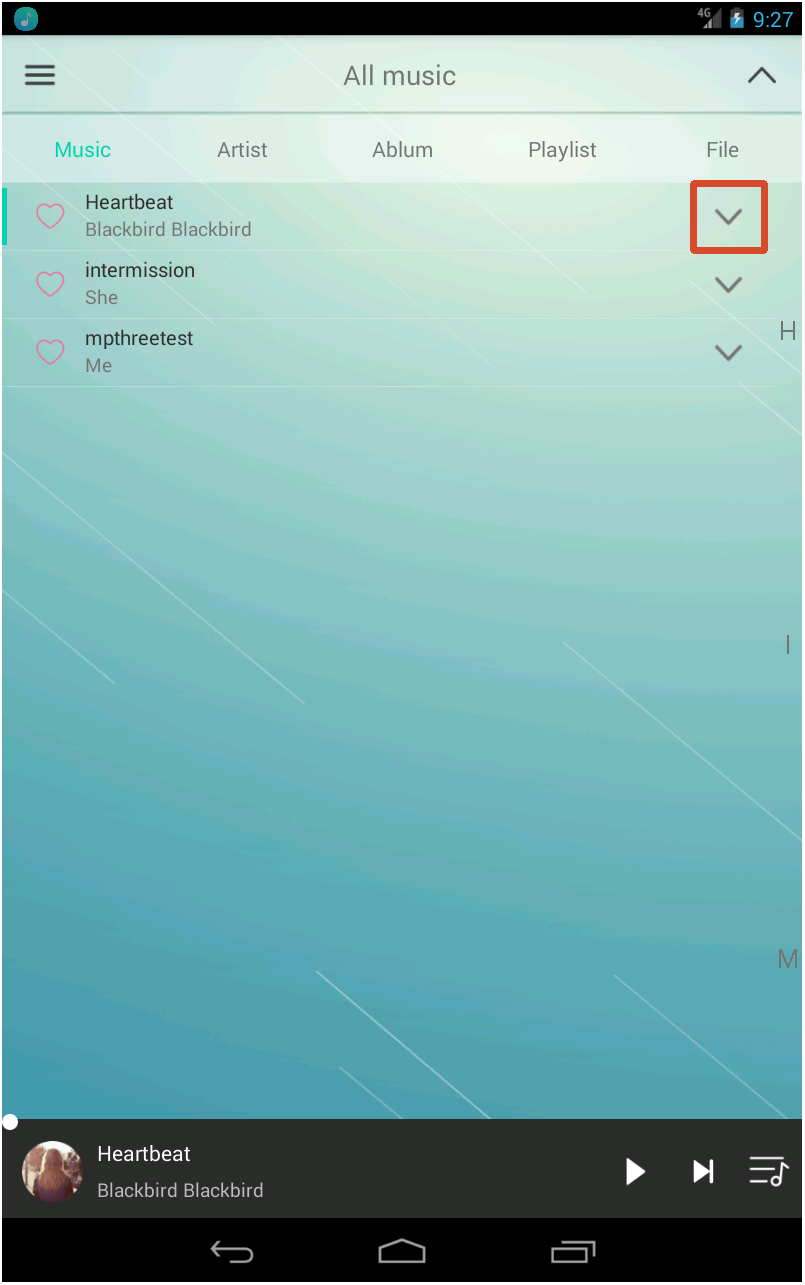 4G 9:27
All music
Music Artist Ablum Playlist File
Heartbeat
Blackbird Blackbird
intermission
She
mpthreetest
Me
H
I
M
Heartbeat
Blackbird Blackbird